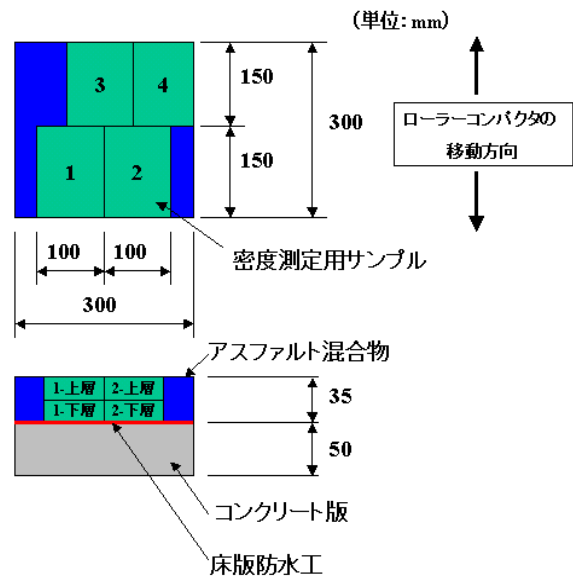 (単位: mm)
3
4
150
300
ローラーコンパクタの
移動方向
1
2
150
100
100
密度測定用サンプル
300
アスファルト混合物
1-上層
2-上層
1-下層
2-下層
35
50
コンクリート版
床版防水工